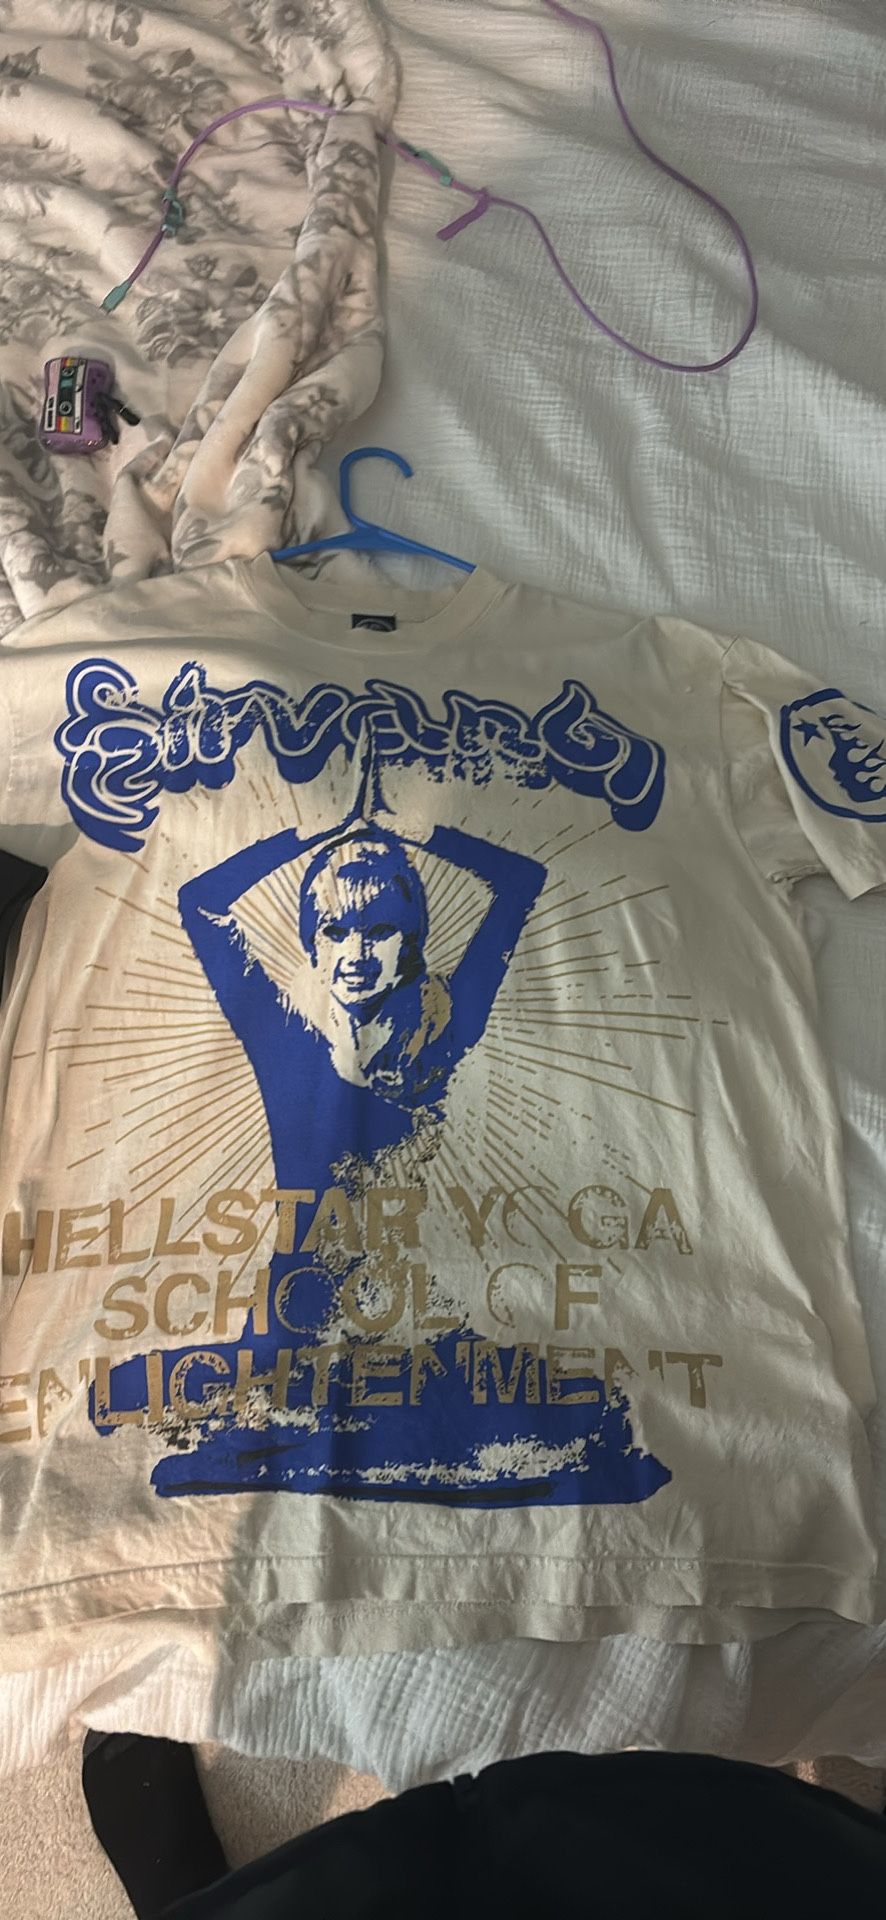 HELLSTAR YOGA
SCHOOL OF
ENLIGHTENMENT